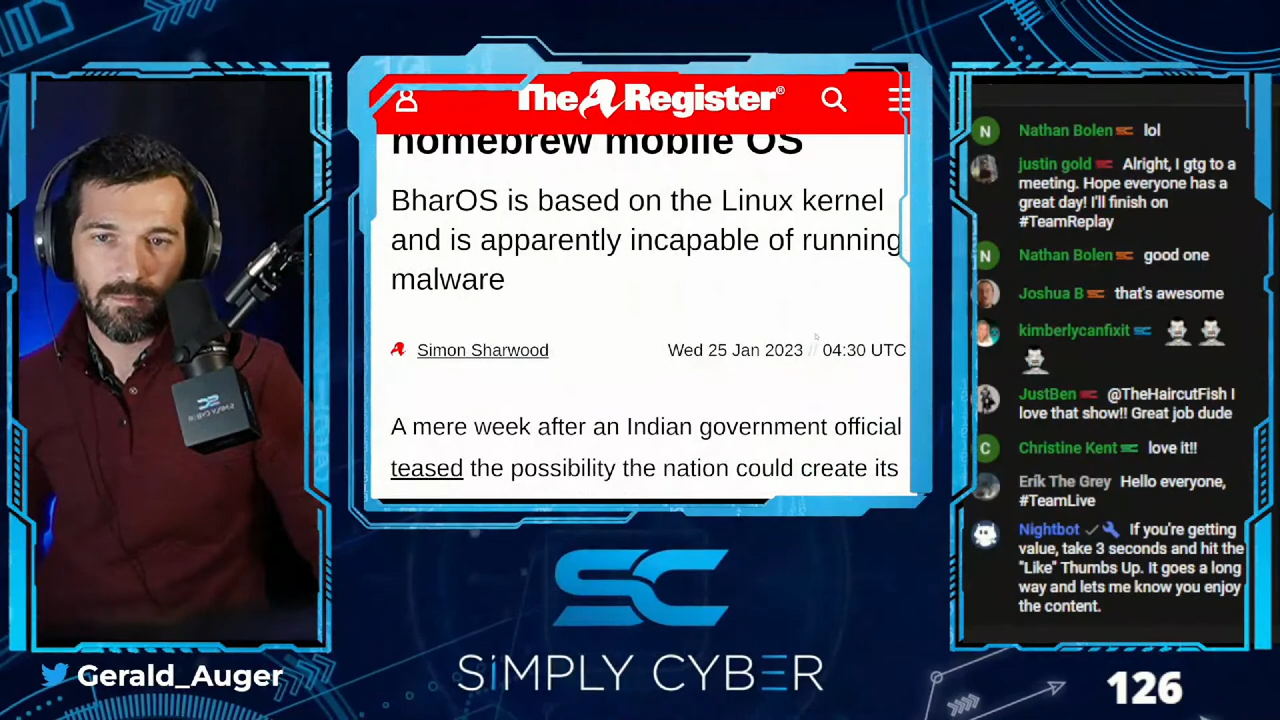 The Register®
homebrew mobile OS
BharOS is based on the Linux kernel
and is apparently incapable of running
malware
Simon Sharwood
Wed 25 Jan 2023 // 04:30 UTC
A mere week after an Indian government official
teased the possibility the nation could create its
SC
SiMPLY CYBER
Gerald_Auger
N Nathan Bolen lol
justin gold Alright, I gtg to a
meeting. Hope everyone has a
great day! I'll finish on
#TeamReplay
N Nathan Bolen good one
Joshua B that's awesome
kimberlycanfixit
JustBen @TheHaircutFish I
love that show!! Great job dude
C Christine Kent love it!!
Erik The Grey Hello everyone,
#TeamLive
Nightbot If you're getting
value, take 3 seconds and hit the
"Like" Thumbs Up. It goes a long
way and lets me know you enjoy
the content.
126